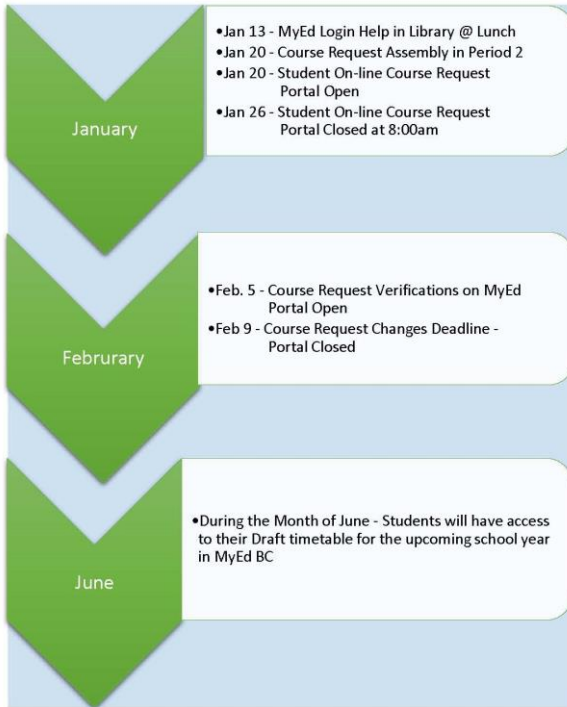 January
•Jan 13 - MyEd Login Help in Library @ Lunch
•Jan 20 - Course Request Assembly in Period 2
•Jan 20 - Student On-line Course Request
Portal Open
•Jan 26 - Student On-line Course Request
Portal Closed at 8:00am
Februrary
•Feb. 5 - Course Request Verifications on MyEd
Portal Open
•Feb 9 - Course Request Changes Deadline -
Portal Closed
June
•During the Month of June - Students will have access
to their Draft timetable for the upcoming school year
in MyEd BC